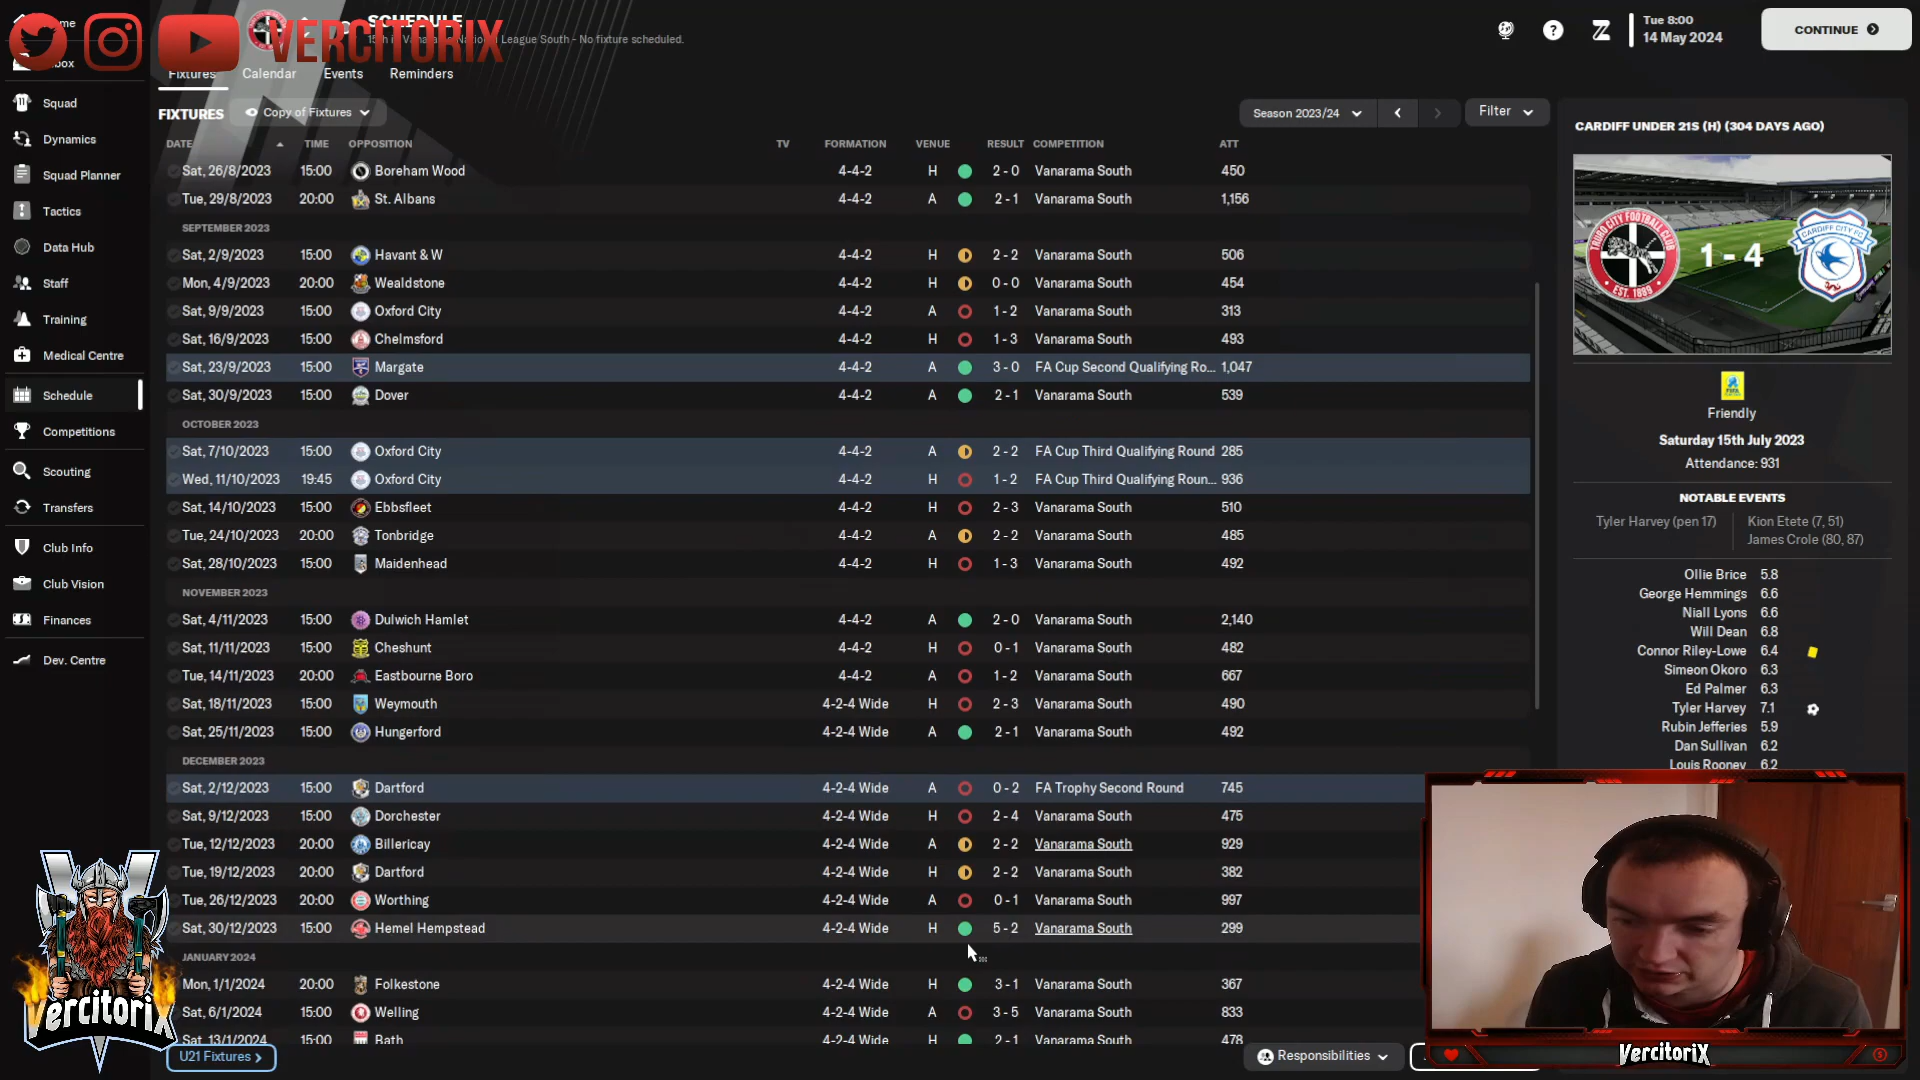 SCHEDULE
No fixture scheduled.
VERCITORIX
Tue 8:00
14 May 2024
CONTINUE
Fixtures Calendar Events Reminders
FIXTURES Copy of Fixtures Season 2023/24 Filter
Squad
Dynamics
Squad Planner
Tactics
Data Hub
Staff
Training
Medical Centre
Schedule
Competitions
Scouting
Transfers
Club Info
Club Vision
Finances
Dev. Centre
DATE TIME OPPOSITION TV FORMATION VENUE RESULT COMPETITION ATT
Sat, 26/8/2023 15:00 Boreham Wood 4-4-2 H 2 - 0 Vanarama South 450
Tue, 29/8/2023 20:00 St. Albans 4-4-2 A 2 - 1 Vanarama South 1,156
SEPTEMBER 2023
Sat, 2/9/2023 15:00 Havant & W 4-4-2 H 2 - 2 Vanarama South 506
Mon, 4/9/2023 20:00 Wealdstone 4-4-2 H 0 - 0 Vanarama South 454
Sat, 9/9/2023 15:00 Oxford City 4-4-2 A 1 - 2 Vanarama South 313
Sat, 16/9/2023 15:00 Chelmsford 4-4-2 H 1 - 3 Vanarama South 493
Sat, 23/9/2023 15:00 Margate 4-4-2 A 3 - 0 FA Cup Second Qualifying Ro... 1,047
Sat, 30/9/2023 15:00 Dover 4-4-2 A 2 - 1 Vanarama South 539
OCTOBER 2023
Sat, 7/10/2023 15:00 Oxford City 4-4-2 A 2 - 2 FA Cup Third Qualifying Round 285
Wed, 11/10/2023 19:45 Oxford City 4-4-2 H 1 - 2 FA Cup Third Qualifying Roun... 936
Sat, 14/10/2023 15:00 Ebbsfleet 4-4-2 H 2 - 3 Vanarama South 510
Tue, 24/10/2023 20:00 Tonbridge 4-4-2 A 2 - 2 Vanarama South 485
Sat, 28/10/2023 15:00 Maidenhead 4-4-2 H 1 - 3 Vanarama South 492
NOVEMBER 2023
Sat, 4/11/2023 15:00 Dulwich Hamlet 4-4-2 A 2 - 0 Vanarama South 2,140
Sat, 11/11/2023 15:00 Cheshunt 4-4-2 H 0 - 1 Vanarama South 482
Tue, 14/11/2023 20:00 Eastbourne Boro 4-4-2 A 1 - 2 Vanarama South 667
Sat, 18/11/2023 15:00 Weymouth 4-2-4 Wide H 2 - 3 Vanarama South 490
Sat, 25/11/2023 15:00 Hungerford 4-2-4 Wide A 2 - 1 Vanarama South 492
DECEMBER 2023
Sat, 2/12/2023 15:00 Dartford 4-2-4 Wide A 0 - 2 FA Trophy Second Round 745
Sat, 9/12/2023 15:00 Dorchester 4-2-4 Wide H 2 - 4 Vanarama South 475
Tue, 12/12/2023 20:00 Billericay 4-2-4 Wide A 2 - 2 Vanarama South 929
Tue, 19/12/2023 20:00 Dartford 4-2-4 Wide H 2 - 2 Vanarama South 382
Tue, 26/12/2023 20:00 Worthing 4-2-4 Wide A 0 - 1 Vanarama South 997
Sat, 30/12/2023 15:00 Hemel Hempstead 4-2-4 Wide H 5 - 2 Vanarama South 299
JANUARY 2024
Mon, 1/1/2024 20:00 Folkestone 4-2-4 Wide H 3 - 1 Vanarama South 367
Sat, 6/1/2024 15:00 Welling 4-2-4 Wide A 3 - 5 Vanarama South 833
Sat, 13/1/2024 15:00 Bath 4-2-4 Wide H 2 - 1 Vanarama South 478
U21 Fixtures
Responsibilities
CARDIFF UNDER 21S (H) (304 DAYS AGO)
TRURO CITY FOOTBALL CLUB
EST. 1889
1 - 4
CARDIFF CITY FC
Friendly
Saturday 15th July 2023
Attendance: 931
NOTABLE EVENTS
Tyler Harvey (pen 17) Kion Etete (7, 51)
James Crole (80, 87)
Ollie Brice 5.8
George Hemmings 6.6
Niall Lyons 6.6
Will Dean 6.8
Connor Riley-Lowe 6.4
Simeon Okoro 6.3
Ed Palmer 6.3
Tyler Harvey 7.1
Rubin Jefferies 5.9
Dan Sullivan 6.2
Louis Rooney 6.2
VercitoriX
VercitoriX